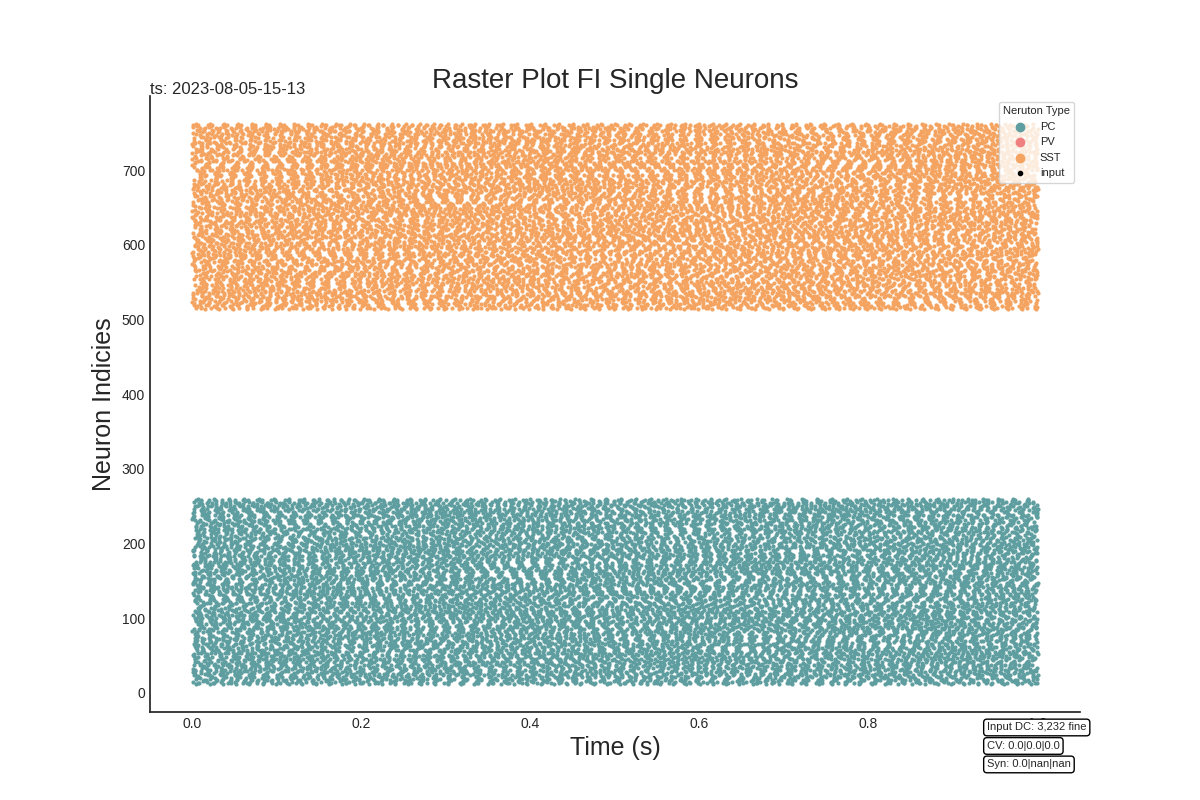 Raster Plot FI Single Neurons
ts: 2023-08-05-15-13
Neruton Type
PC
PV
SST
input
Neuron Indicies
700
600
500
400
300
200
100
0
0.0 0.2 0.4 0.6 0.8
Time (s)
Input DC: 3,232 fine
CV: 0.0|0.0|0.0
Syn: 0.0|nan|nan